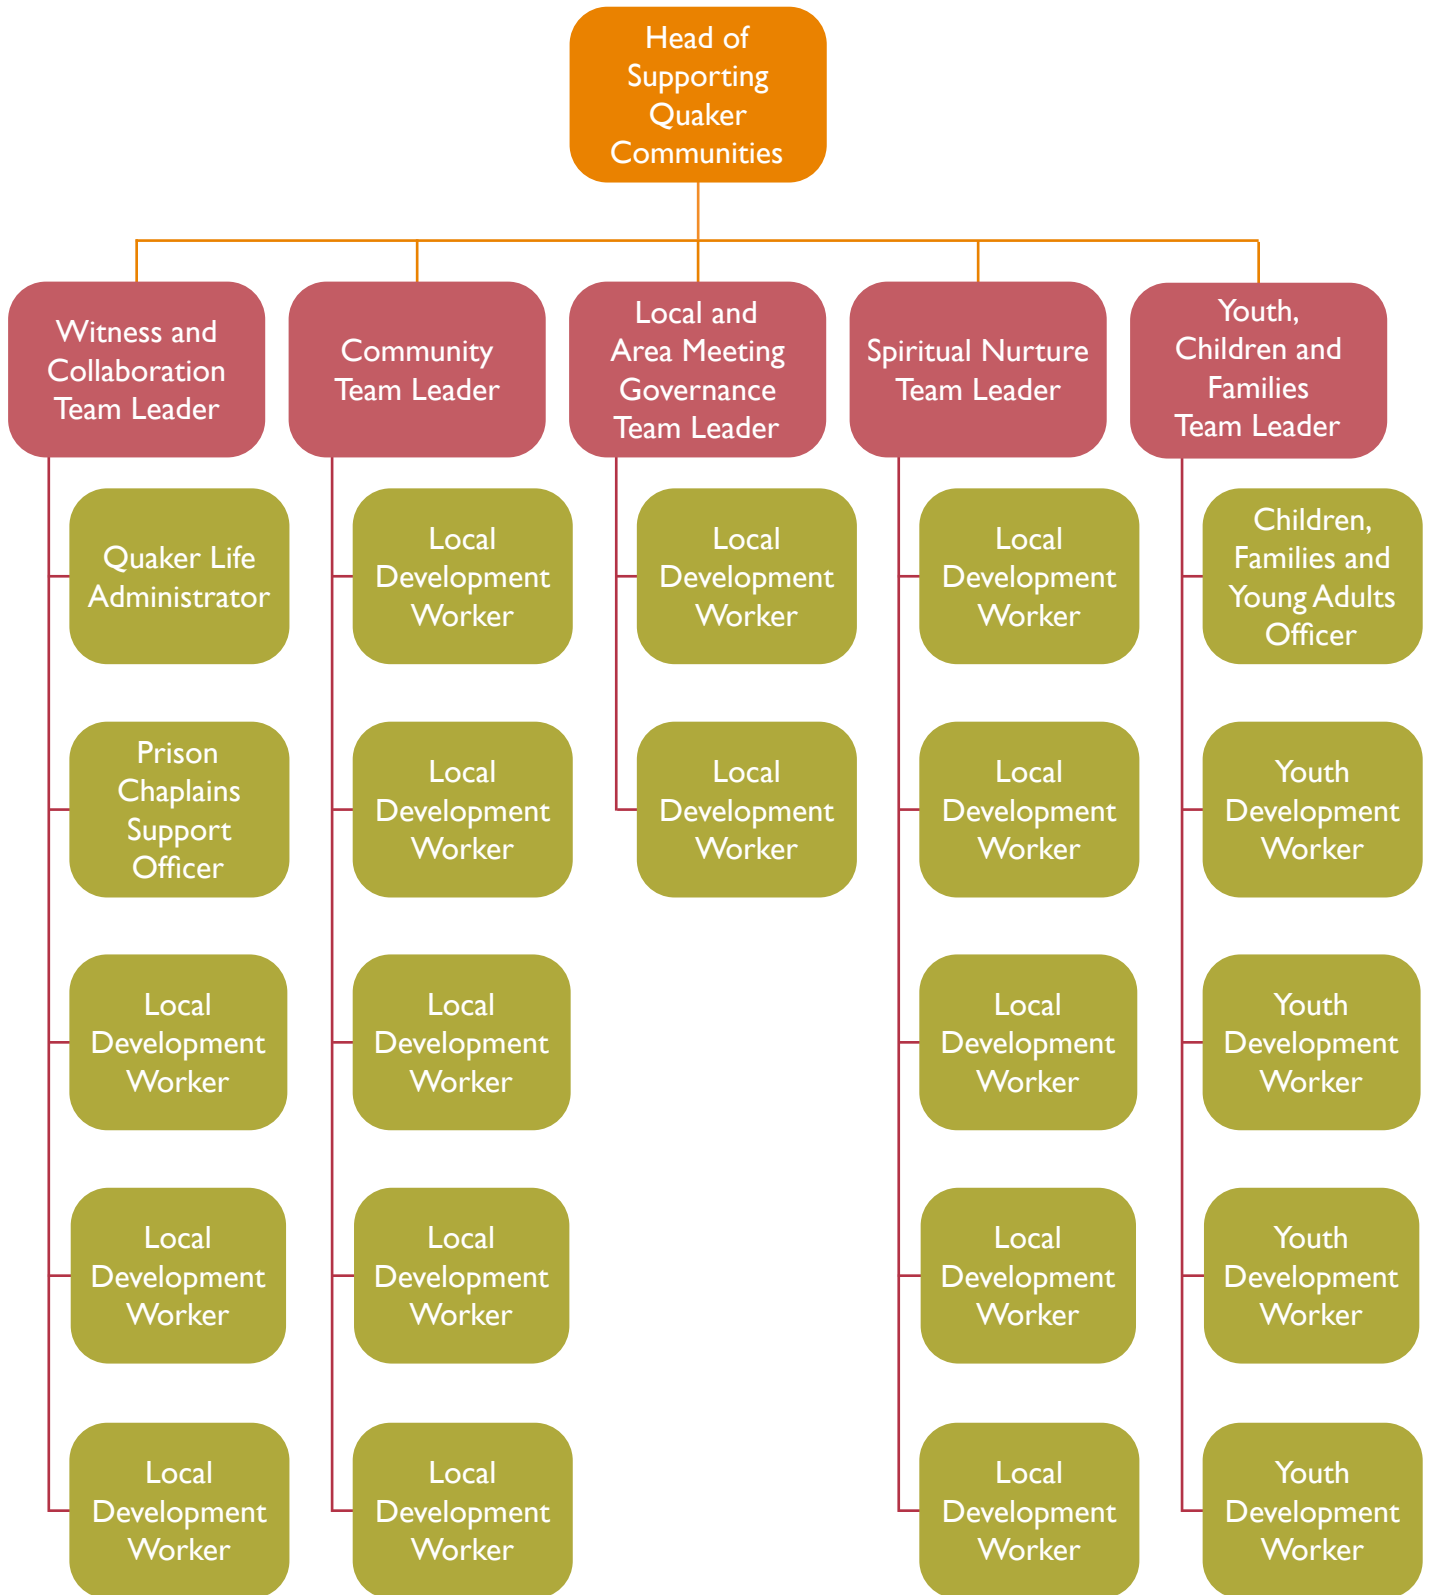 Head of
Supporting
Quaker
Communities
Witness and
Collaboration
Team Leader
Community
Team Leader
Local and
Area Meeting
Governance
Team Leader
Spiritual Nurture
Team Leader
Youth,
Children and
Families
Team Leader
Quaker Life
Administrator
Local
Development
Worker
Local
Development
Worker
Local
Development
Worker
Children,
Families and
Young Adults
Officer
Prison
Chaplains
Support
Officer
Local
Development
Worker
Local
Development
Worker
Local
Development
Worker
Youth
Development
Worker
Local
Development
Worker
Local
Development
Worker
Local
Development
Worker
Youth
Development
Worker
Local
Development
Worker
Local
Development
Worker
Local
Development
Worker
Youth
Development
Worker
Local
Development
Worker
Local
Development
Worker
Local
Development
Worker
Youth
Development
Worker